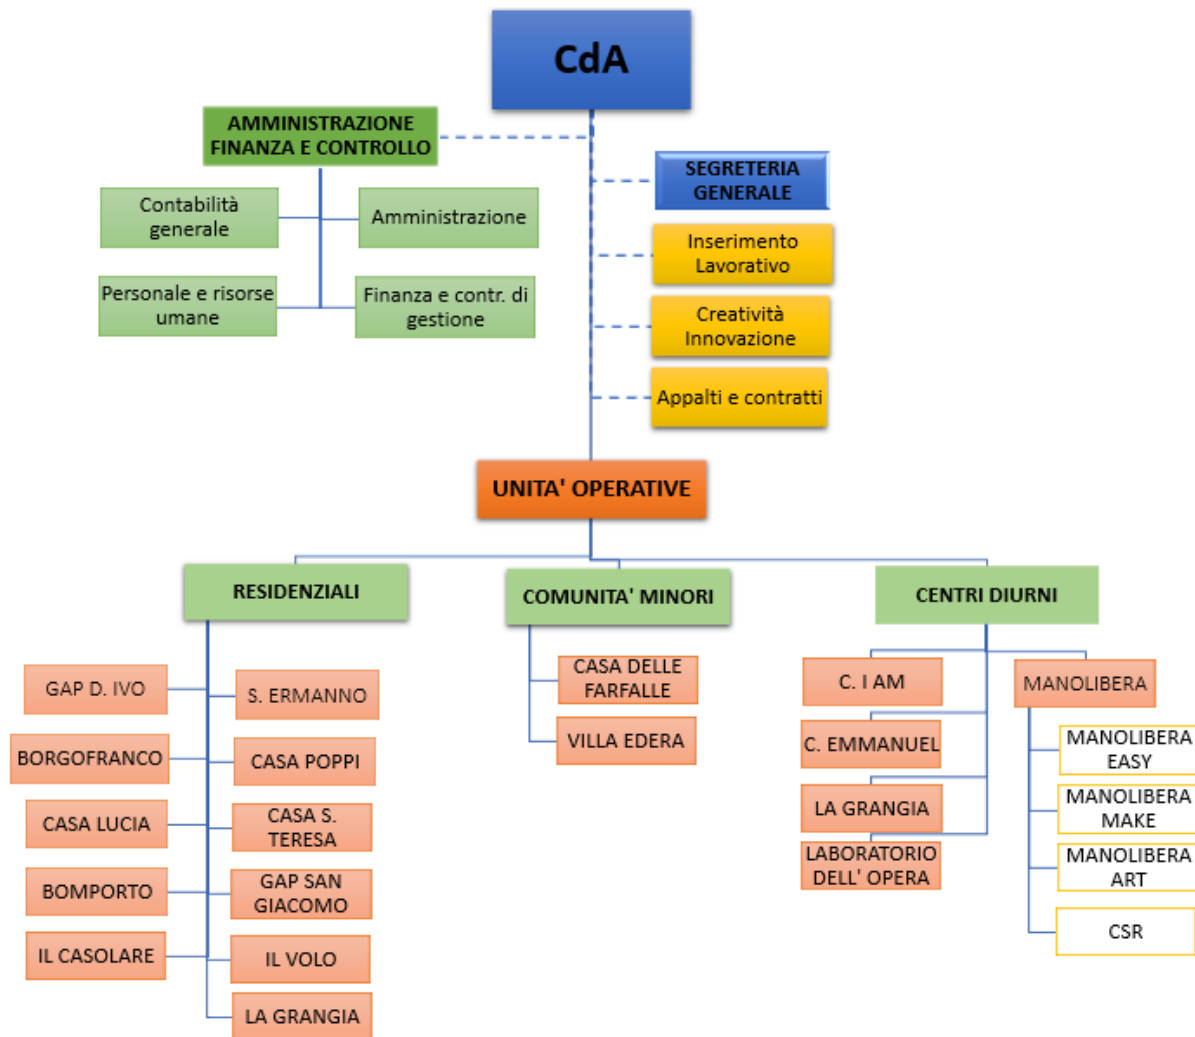 CdA
AMMINISTRAZIONE
FINANZA E CONTROLLO
SEGRETERIA
GENERALE
Contabilità
generale
Amministrazione
Inserimento
Lavorativo
Personale e risorse
umane
Finanza e contr. di
gestione
Creatività
Innovazione
Appalti e contratti
UNITA' OPERATIVE
RESIDENZIALI
COMUNITA' MINORI
CENTRI DIURNI
GAP D. IVO
S. ERMANNO
BORGOFRANCO
CASA POPPI
CASA LUCIA
CASA S.
TERESA
BOMPORTO
GAP SAN
GIACOMO
IL CASOLARE
IL VOLO
LA GRANGIA
CASA DELLE
FARFALLE
VILLA EDERA
C. I AM
C. EMMANUEL
LA GRANGIA
LABORATORIO
DELL' OPERA
MANOLIBERA
MANOLIBERA
EASY
MANOLIBERA
MAKE
MANOLIBERA
ART
CSR